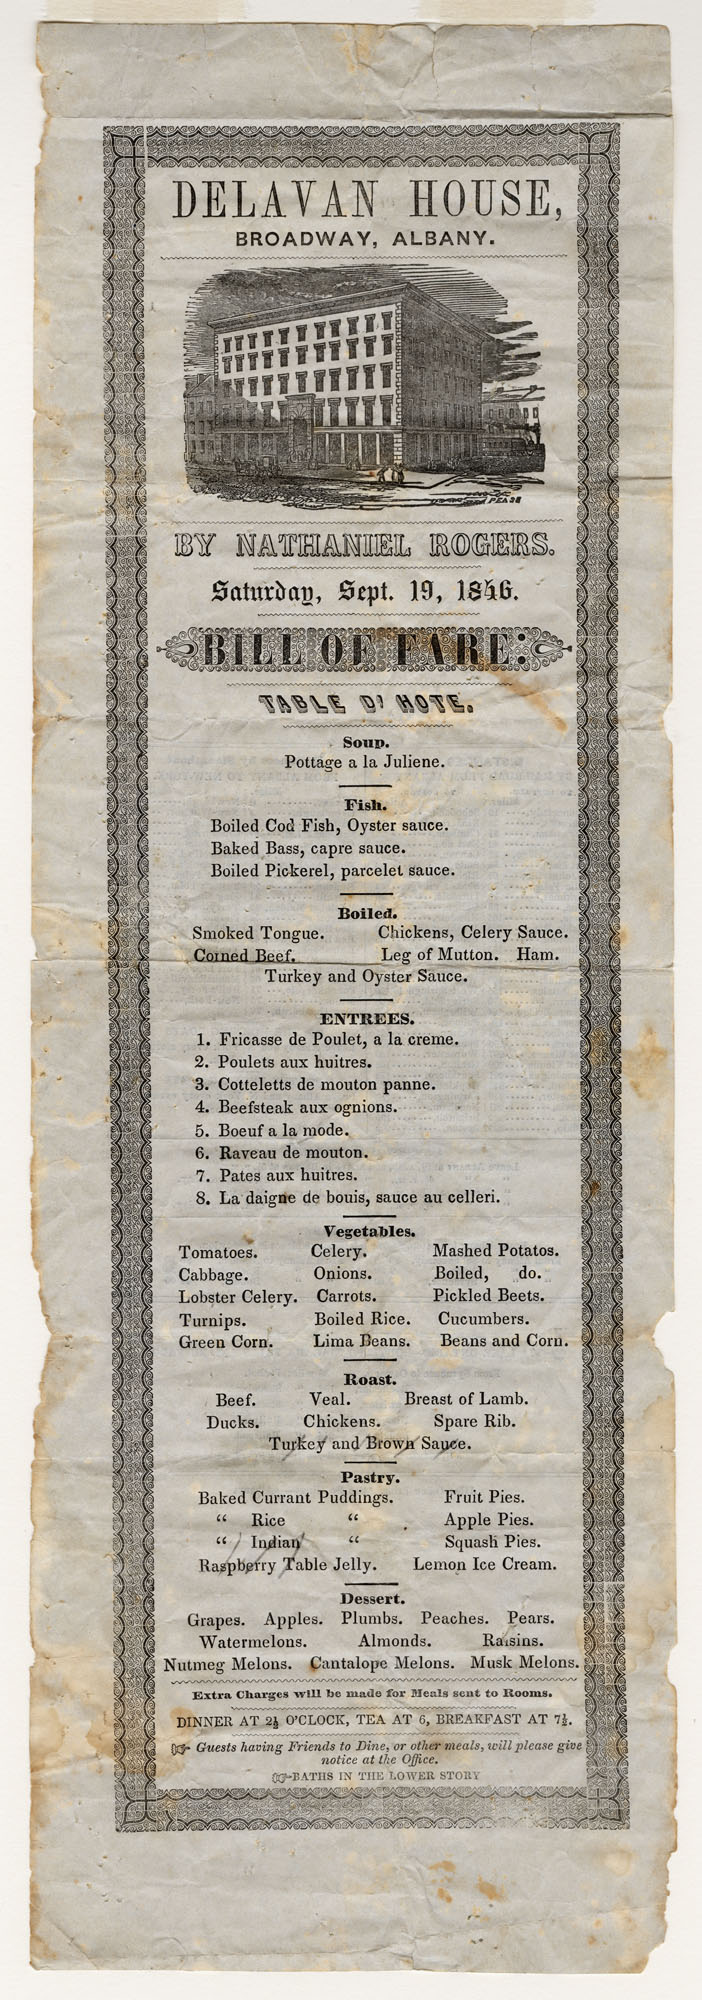 DELAVAN HOUSE,
BROADWAY, ALBANY.
PEASE
BY NATHANIEL ROGERS.
Saturday, Sept. 19, 1846.
BILL OF FARE:
TABLE D' HOTE.
Soup.
Pottage a la Juliene.
Fish.
Boiled Cod Fish, Oyster sauce.
Baked Bass, capre sauce.
Boiled Pickerel, parcelet sauce.
Boiled.
Smoked Tongue. Chickens, Celery Sauce.
Corned Beef. Leg of Mutton. Ham.
Turkey and Oyster Sauce.
ENTREES.
1. Fricasse de Poulet, a la creme.
2. Poulets aux huitres.
3. Cotteletts de mouton panne.
4. Beefsteak aux ognions.
5. Boeuf a la mode.
6. Raveau de mouton.
7. Pates aux huitres.
8. La daigne de bouis, sauce au celleri.
Vegetables.
Tomatoes. Celery. Mashed Potatos.
Cabbage. Onions. Boiled, do.
Lobster Celery. Carrots. Pickled Beets.
Turnips. Boiled Rice. Cucumbers.
Green Corn. Lima Beans. Beans and Corn.
Roast.
Beef. Veal. Breast of Lamb.
Ducks. Chickens. Spare Rib.
Turkey and Brown Sauce.
Pastry.
Baked Currant Puddings. Fruit Pies.
“ Rice “ Apple Pies.
“ Indian “ Squash Pies.
Raspberry Table Jelly. Lemon Ice Cream.
Dessert.
Grapes. Apples. Plumbs. Peaches. Pears.
Watermelons. Almonds. Raisins.
Nutmeg Melons. Cantalope Melons. Musk Melons.
Extra Charges will be made for Meals sent to Rooms.
DINNER AT 2½ O'CLOCK, TEA AT 6, BREAKFAST AT 7½.
☞ Guests having Friends to Dine, or other meals, will please give
notice at the Office.
☞BATHS IN THE LOWER STORY